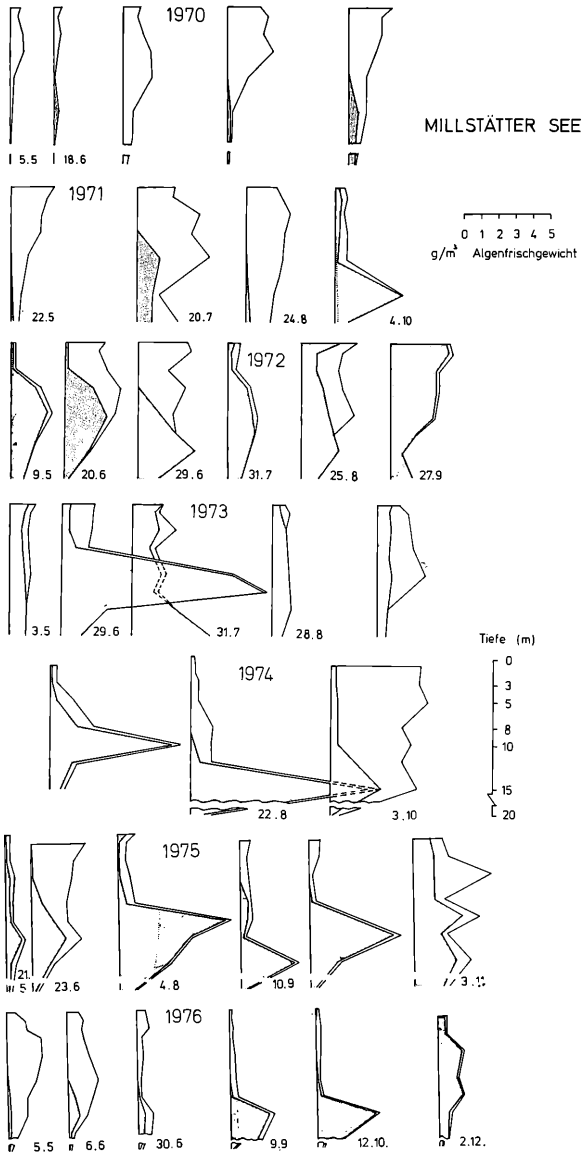 1970
5.5 18.6
MILLSTÄTTER SEE
1971
0 1 2 3 4 5
g/m³ Algenfrischgewicht
22.5 20.7 24.8 4.10
1972
9.5 20.6 29.6 31.7 25.8 27.9
1973
3.5 29.6 31.7 28.8
Tiefe (m)
0
3
5
8
10
15
20
1974
22.8 3.10
1975
21.
5 23.6 4.8 10.9 3.11
1976
5.5 6.6 30.6 9.9 12.10. 2.12.